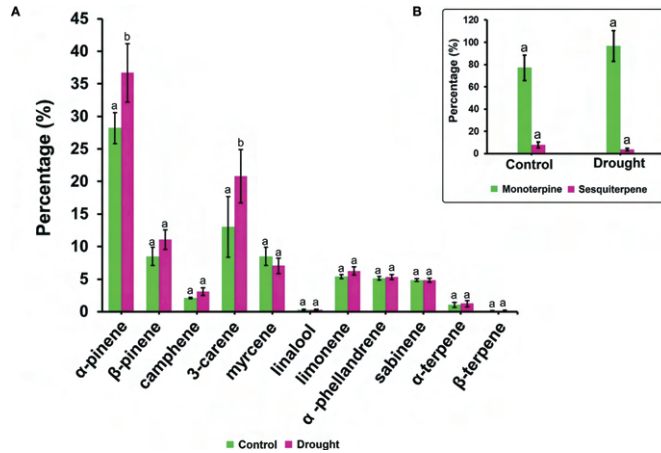 A
Percentage (%)
45
40
35
30
25
20
15
10
5
0
a b
a a
a a
a b
a a
a a
a a
a a
a a
a a
a a
α-pinene
β-pinene
camphene
3-carene
myrcene
linalool
limonene
α -phellandrene
sabinene
α-terpene
β-terpene
Control Drought
B
Percentage (%)
120
100
80
60
40
20
0
a a
a a
Control Drought
Monoterpine Sesquiterpene